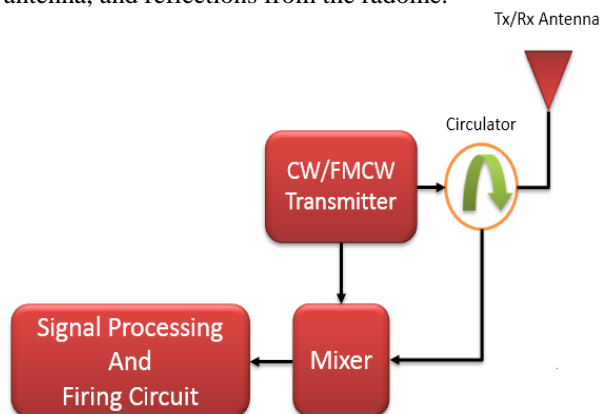 antenna, and reflections from the radome.
Tx/Rx Antenna
Circulator
CW/FMCW
Transmitter
Signal Processing
And
Firing Circuit
Mixer